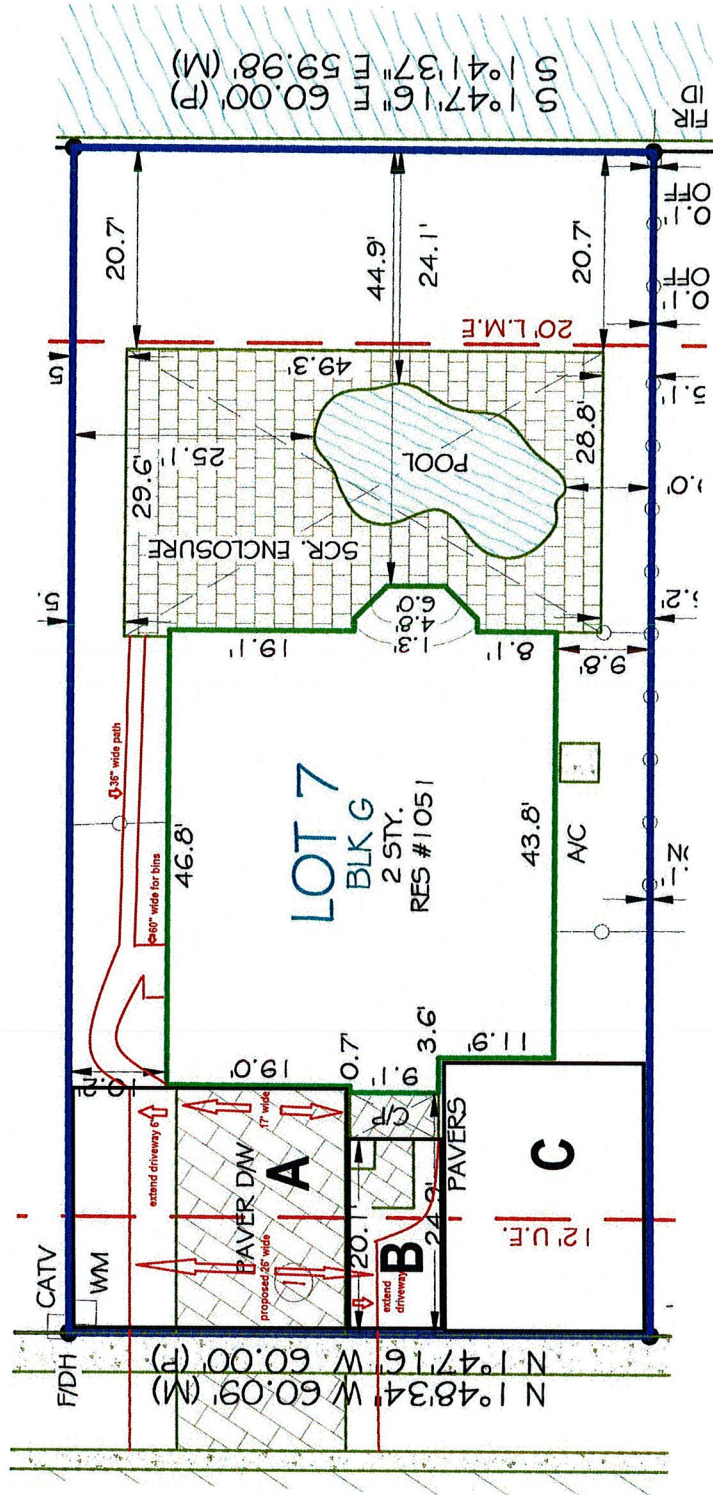 S 1°47'16" E 60.00' (P)
S 1°41'37" E 59.98' (M)
FIR
ID
20.7'
44.9'
24.1'
20.7'
OFF
0.1'
OFF
0.1'
20' L.M.E
49.3'
25.1'
29.6'
28.8'
POOL
SCR. ENCLOSURE
6.0'
4.8'
1.3'
19.1'
8.1'
9.8'
36" wide path
60" wide for bins
46.8'
LOT 7
BLK G
2 STY.
RES #1051
43.8'
A/C
19.0'
0.7'
9.1'
3.6'
11.9'
C/P
PAVERS
extend driveway 6"
17' wide
PAVER D/W
A
proposed 26' wide
20.1'
B
extend
driveway
C
12' U.E.
CATV
WM
F/DH
N 1°47'16" W 60.00' (P)
N 1°48'34" W 60.09' (M)